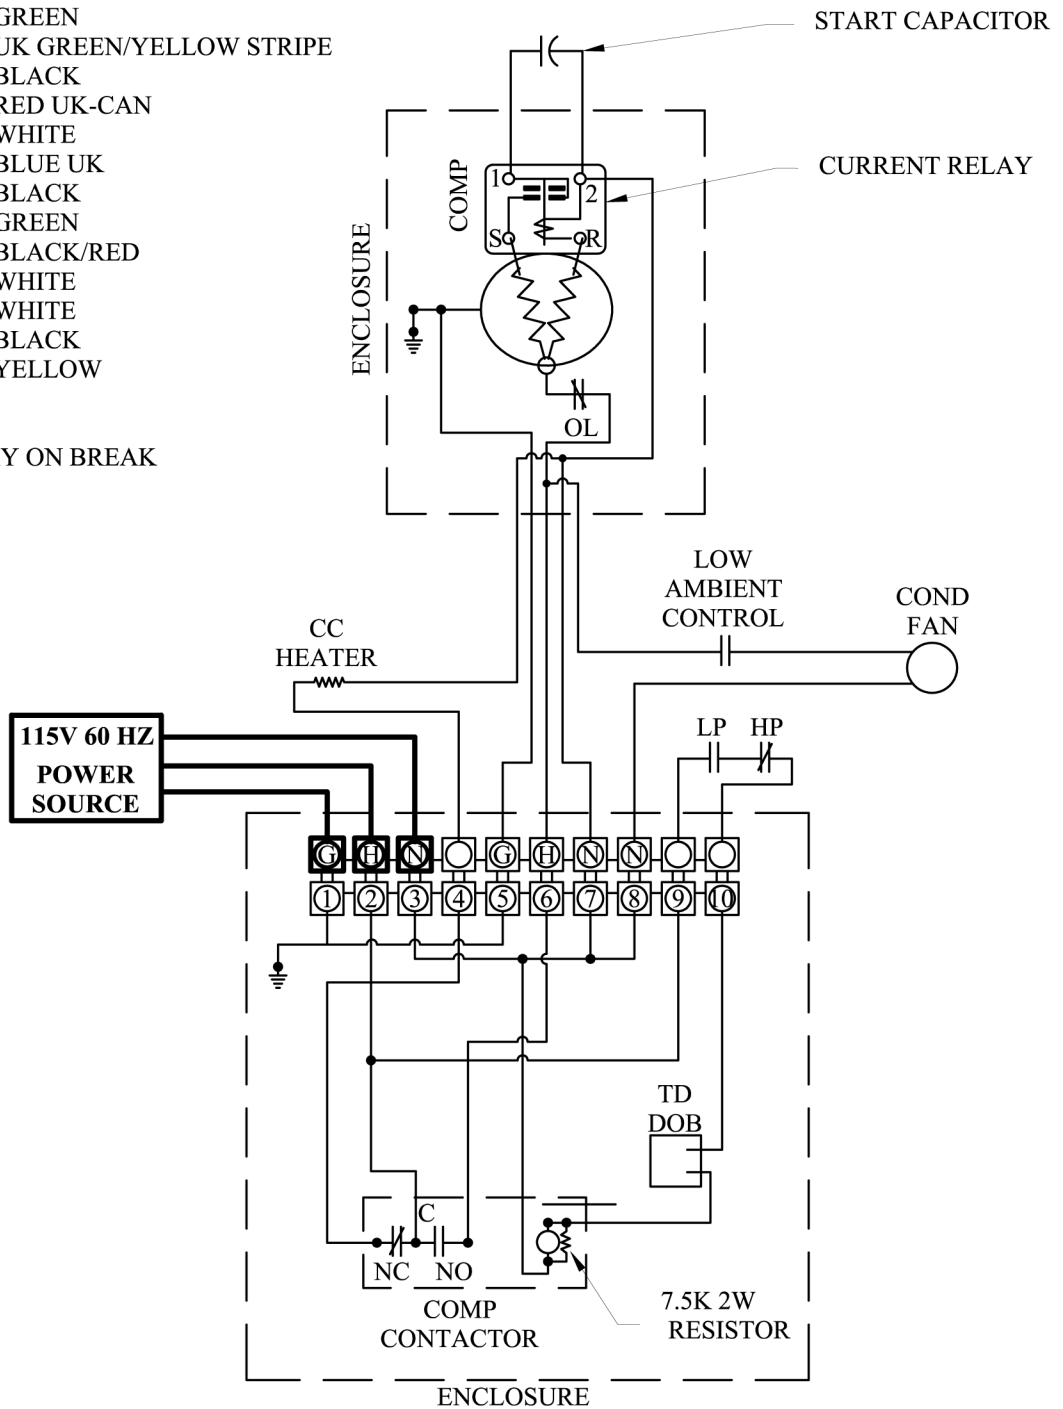 GREEN
UK GREEN/YELLOW STRIPE
BLACK
RED UK-CAN
WHITE
BLUE UK
BLACK
GREEN
BLACK/RED
WHITE
WHITE
BLACK
YELLOW
Y ON BREAK
START CAPACITOR
CURRENT RELAY
COMP
1
2
S
R
ENCLOSURE
OL
LOW
AMBIENT
CONTROL
COND
FAN
CC
HEATER
LP HP
115V 60 HZ
POWER
SOURCE
G H N G H N N
1 2 3 4 5 6 7 8 9 10
TD
DOB
C
NC NO
COMP
CONTACTOR
7.5K 2W
RESISTOR
ENCLOSURE